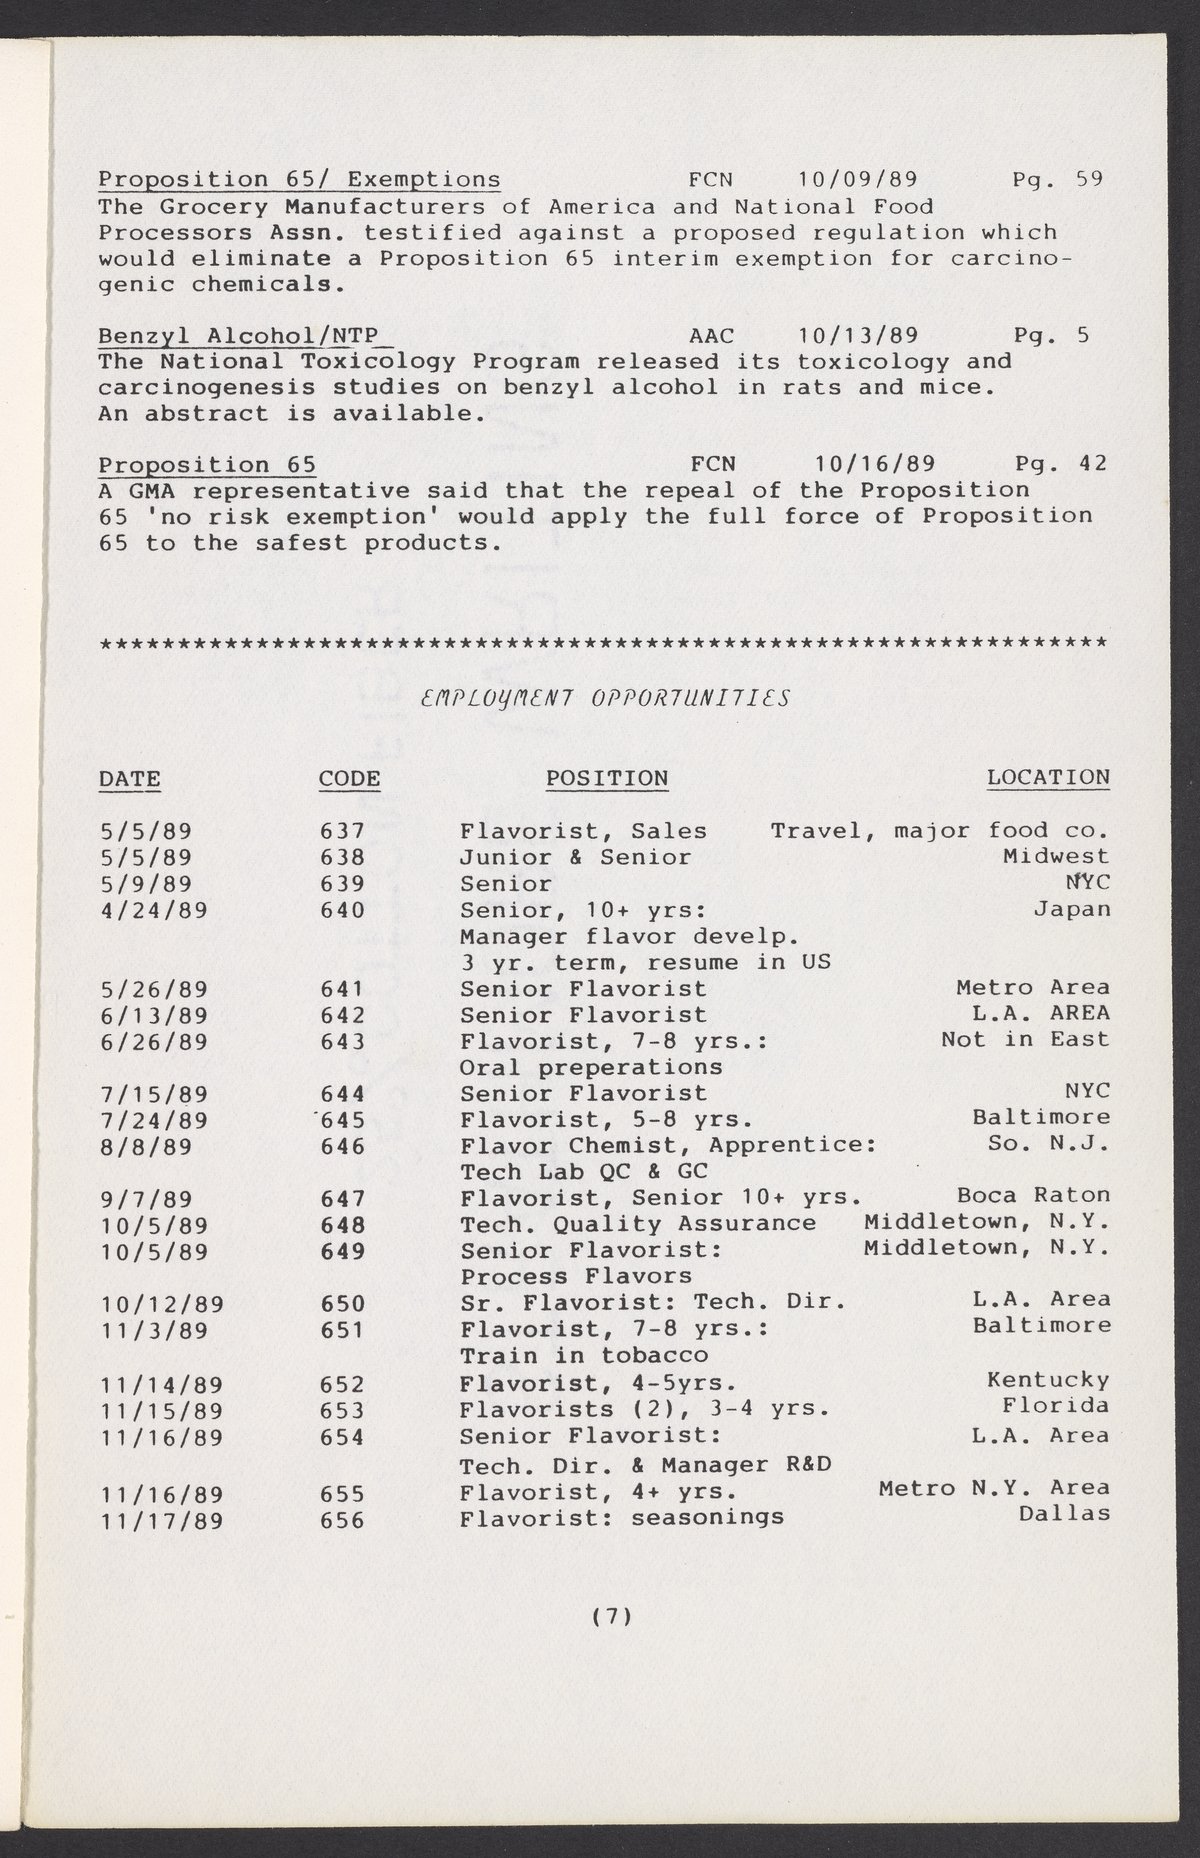 Proposition 65/ Exemptions FCN 10/09/89 Pg. 59
The Grocery Manufacturers of America and National Food
Processors Assn. testified against a proposed regulation which
would eliminate a Proposition 65 interim exemption for carcino-
genic chemicals.
Benzyl Alcohol/NTP AAC 10/13/89 Pg. 5
The National Toxicology Program released its toxicology and
carcinogenesis studies on benzyl alcohol in rats and mice.
An abstract is available.
Proposition 65 FCN 10/16/89 Pg. 42
A GMA representative said that the repeal of the Proposition
65 'no risk exemption' would apply the full force of Proposition
65 to the safest products.
*****************************************************************
EMPLOYMENT OPPORTUNITIES
DATE CODE POSITION LOCATION
5/5/89 637 Flavorist, Sales Travel, major food co.
5/5/89 638 Junior & Senior Midwest
5/9/89 639 Senior NYC
4/24/89 640 Senior, 10+ yrs: Japan
Manager flavor develp.
3 yr. term, resume in US
5/26/89 641 Senior Flavorist Metro Area
6/13/89 642 Senior Flavorist L.A. AREA
6/26/89 643 Flavorist, 7-8 yrs.: Not in East
Oral preperations
7/15/89 644 Senior Flavorist NYC
7/24/89 645 Flavorist, 5-8 yrs. Baltimore
8/8/89 646 Flavor Chemist, Apprentice: So. N.J.
Tech Lab QC & GC
9/7/89 647 Flavorist, Senior 10+ yrs. Boca Raton
10/5/89 648 Tech. Quality Assurance Middletown, N.Y.
10/5/89 649 Senior Flavorist: Middletown, N.Y.
Process Flavors
10/12/89 650 Sr. Flavorist: Tech. Dir. L.A. Area
11/3/89 651 Flavorist, 7-8 yrs.: Baltimore
Train in tobacco
11/14/89 652 Flavorist, 4-5yrs. Kentucky
11/15/89 653 Flavorists (2), 3-4 yrs. Florida
11/16/89 654 Senior Flavorist: L.A. Area
Tech. Dir. & Manager R&D
11/16/89 655 Flavorist, 4+ yrs. Metro N.Y. Area
11/17/89 656 Flavorist: seasonings Dallas
(7)